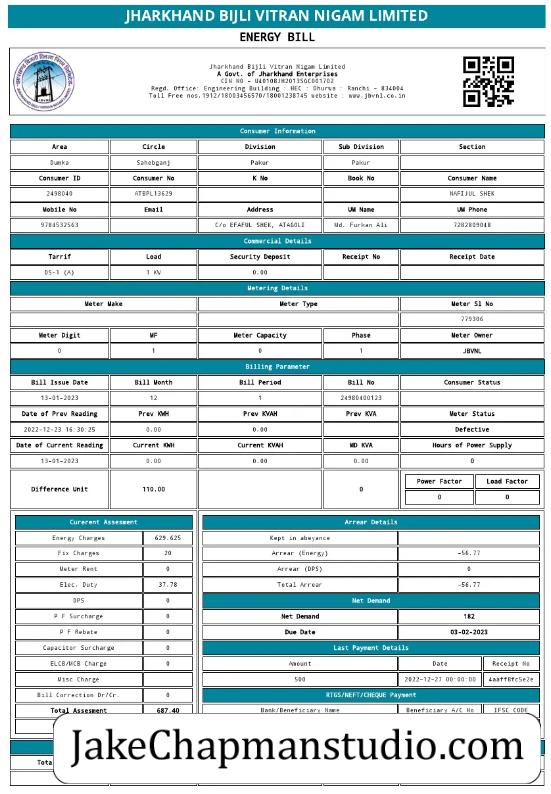 JHARKHAND BIJLI VITRAN NIGAM LIMITED
ENERGY BILL
Jharkhand Bijli Vitran Nigam Limited
A Govt. of Jharkhand Enterprises
CIN NO - U40108JH2013SGC001702
Regd. Office: Engineering Building : HEC : Dhurwa : Ranchi - 834004
Toll Free nos.1912/18003456570/18001238745 website : www.jbvnl.co.in
Consumer Information
Area Circle Division Sub Division Section
Dumka Sahebganj Pakur Pakur
Consumer ID Consumer No K No Book No Consumer Name
2498040 ATBPL13629 NAFIJUL SHEK
Mobile No Email Address UW Name UW Phone
9784532563 C/o EFAFUL SHEK, ATAGOLI Md. Furkan Ali 7282809048
Commercial Details
Tarrif Load Security Deposit Receipt No Receipt Date
DS-I (A) 1 KW 0.00
Metering Details
Meter Make Meter Type Meter Sl No
779306
Meter Digit MF Meter Capacity Phase Meter Owner
0 1 0 1 JBVNL
Billing Parameter
Bill Issue Date Bill Month Bill Period Bill No Consumer Status
13-01-2023 12 1 24980400123
Date of Prev Reading Prev KWH Prev KVAH Prev KVA Meter Status
2022-12-23 16:30:25 0.00 0.00 Defective
Date of Current Reading Current KWH Current KVAH MD KVA Hours of Power Supply
13-01-2023 0.00 0.00 0.00 0
Difference Unit 110.00 0 Power Factor Load Factor
0 0
Curerent Assesment
Energy Charges 629.625
Fix Charges 20
Meter Rent 0
Elec. Duty 37.78
DPS 0
P F Surcharge 0
P F Rebate 0
Capacitor Surcharge 0
ELCB/MCB Charge 0
Misc Charge 0
Bill Correction Dr/Cr. 0
Total Assesment 687.40
Arrear Details
Kept in abeyance
Arrear (Energy) -56.77
Arrear (DPS) 0
Total Arrear -56.77
Net Demand
Net Demand 182
Due Date 03-02-2023
Last Payment Details
Amount Date Receipt No
500 2022-12-27 00:00:00
RTGS/NEFT/CHEQUE Payment
Bank/Beneficiary Name Beneficiary A/C No IFSC CODE
JakeChapmanstudio.com